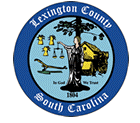 Lexington County
In God We Trust
1804
South Carolina